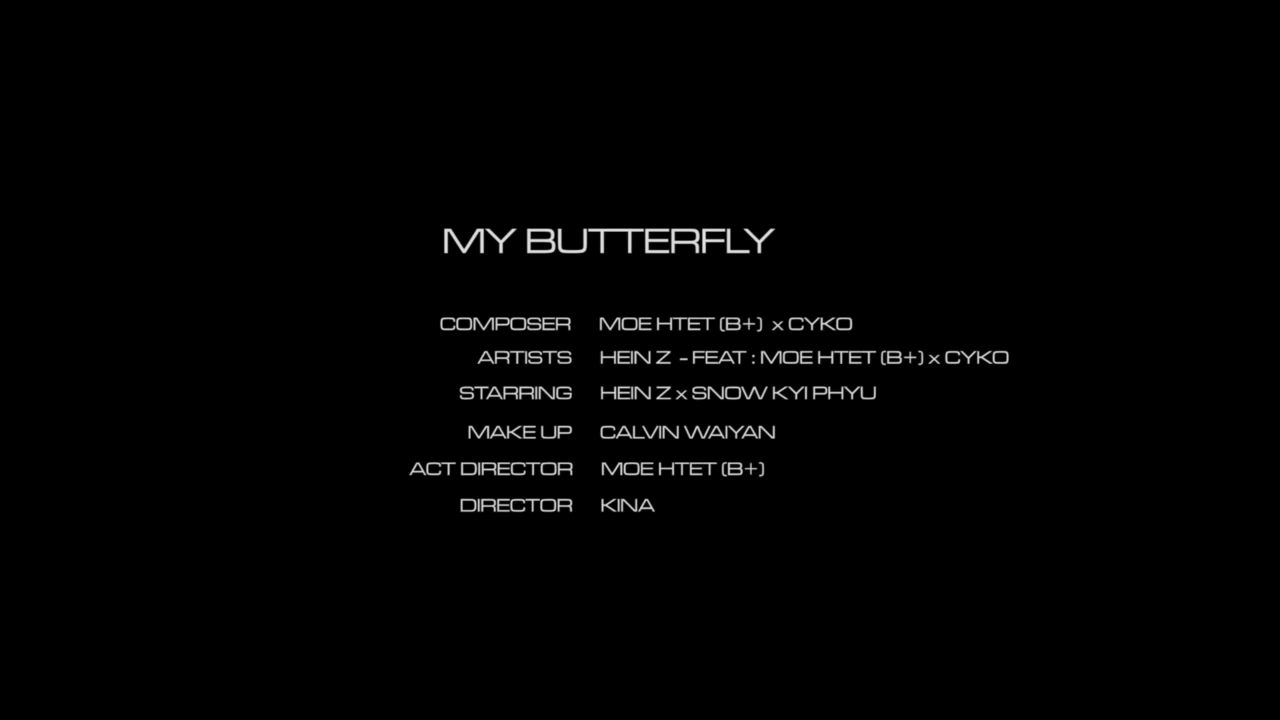 MY BUTTERFLY
COMPOSER MOE HTET (B+) x CYKO
ARTISTS HEIN Z - FEAT : MOE HTET (B+) x CYKO
STARRING HEIN Z x SNOW KYI PHYU
MAKE UP CALVIN WAIYAN
ACT DIRECTOR MOE HTET (B+)
DIRECTOR KINA